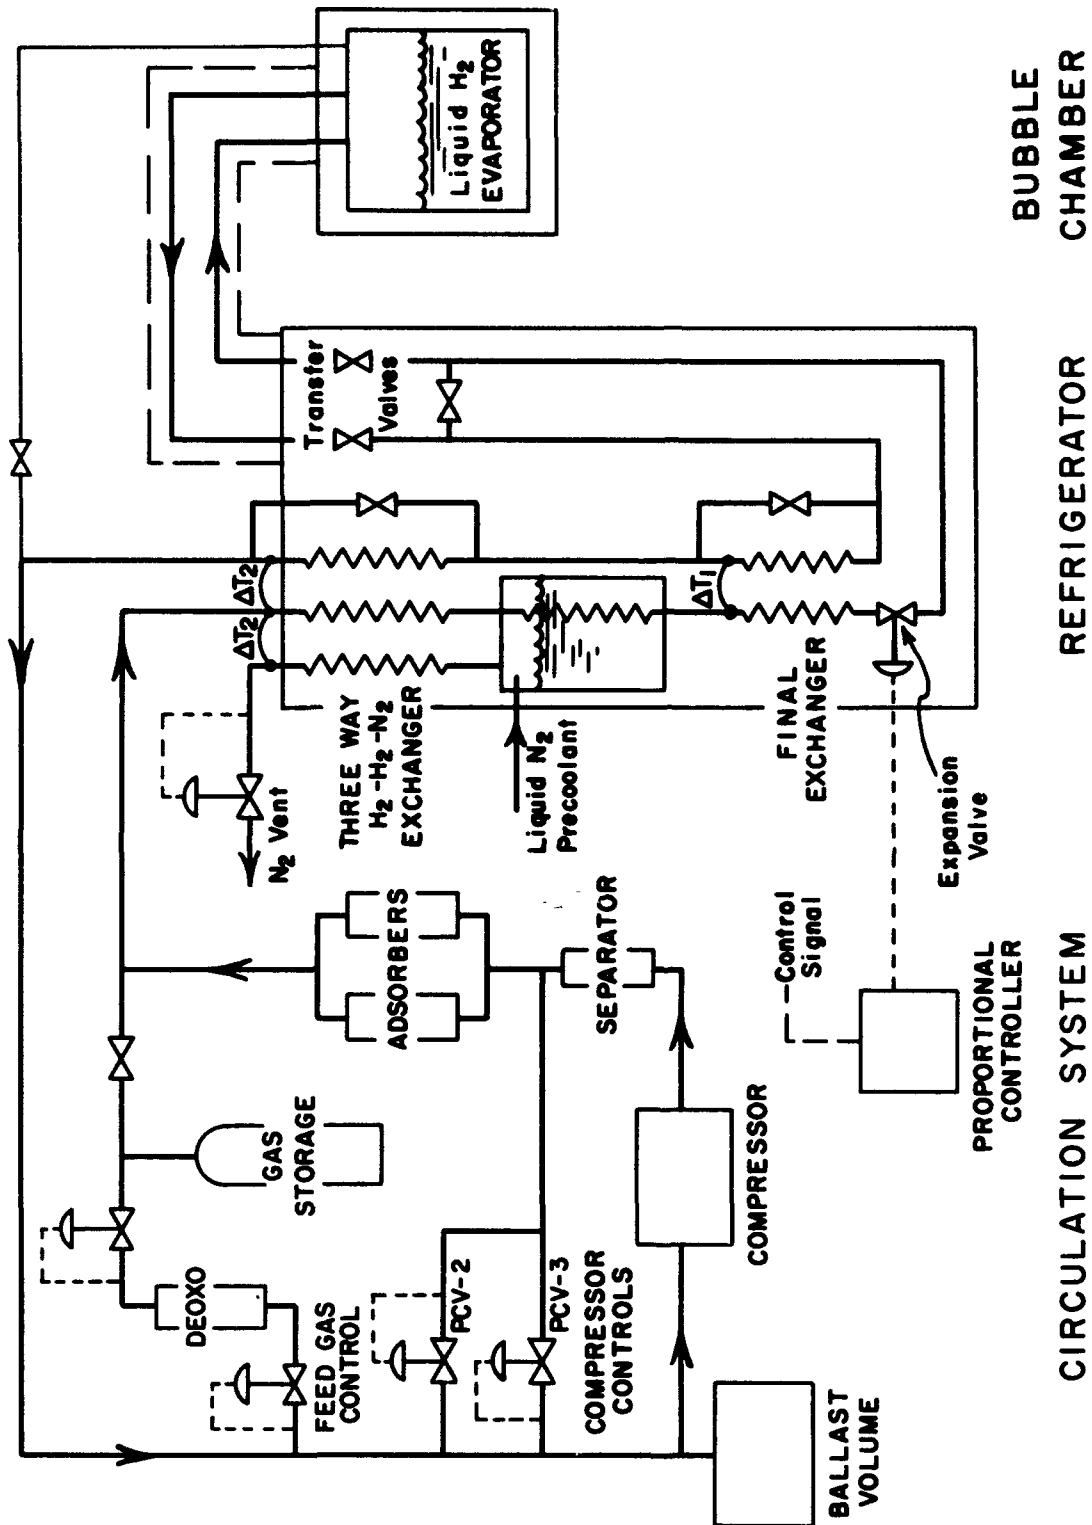 BALLAST
VOLUME
FEED GAS
CONTROL
DEOXO
GAS
STORAGE
PCV-2
PCV-3
COMPRESSOR
CONTROLS
COMPRESSOR
ADSORBERS
SEPARATOR
PROPORTIONAL
CONTROLLER
Control
Signal
N₂ Vent
ΔT₂
ΔT₂
THREE WAY
H₂-H₂-N₂
EXCHANGER
Liquid N₂
Precoolant
ΔT₁
FINAL
EXCHANGER
Expansion
Valve
Transfer
Valves
Liquid H₂
EVAPORATOR
CIRCULATION SYSTEM
REFRIGERATOR
BUBBLE
CHAMBER